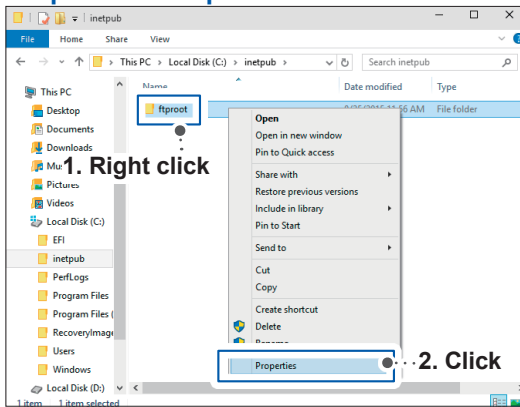 inetpub
File Home Share View
This PC > Local Disk (C:) > inetpub >
Search inetpub
Name Date modified Type
This PC
Desktop
Documents
Downloads
Pictures
Videos
Local Disk (C:)
EFI
inetpub
PerfLogs
Program Files
Program Files (
RecoveryImage
Users
Windows
Local Disk (D:)
ftproot
File folder
1. Right click
Open
Open in new window
Pin to Quick access
Share with
Restore previous versions
Include in library
Pin to Start
Send to
Cut
Copy
Create shortcut
Delete
Rename
Properties
2. Click
1 item 1 item selected